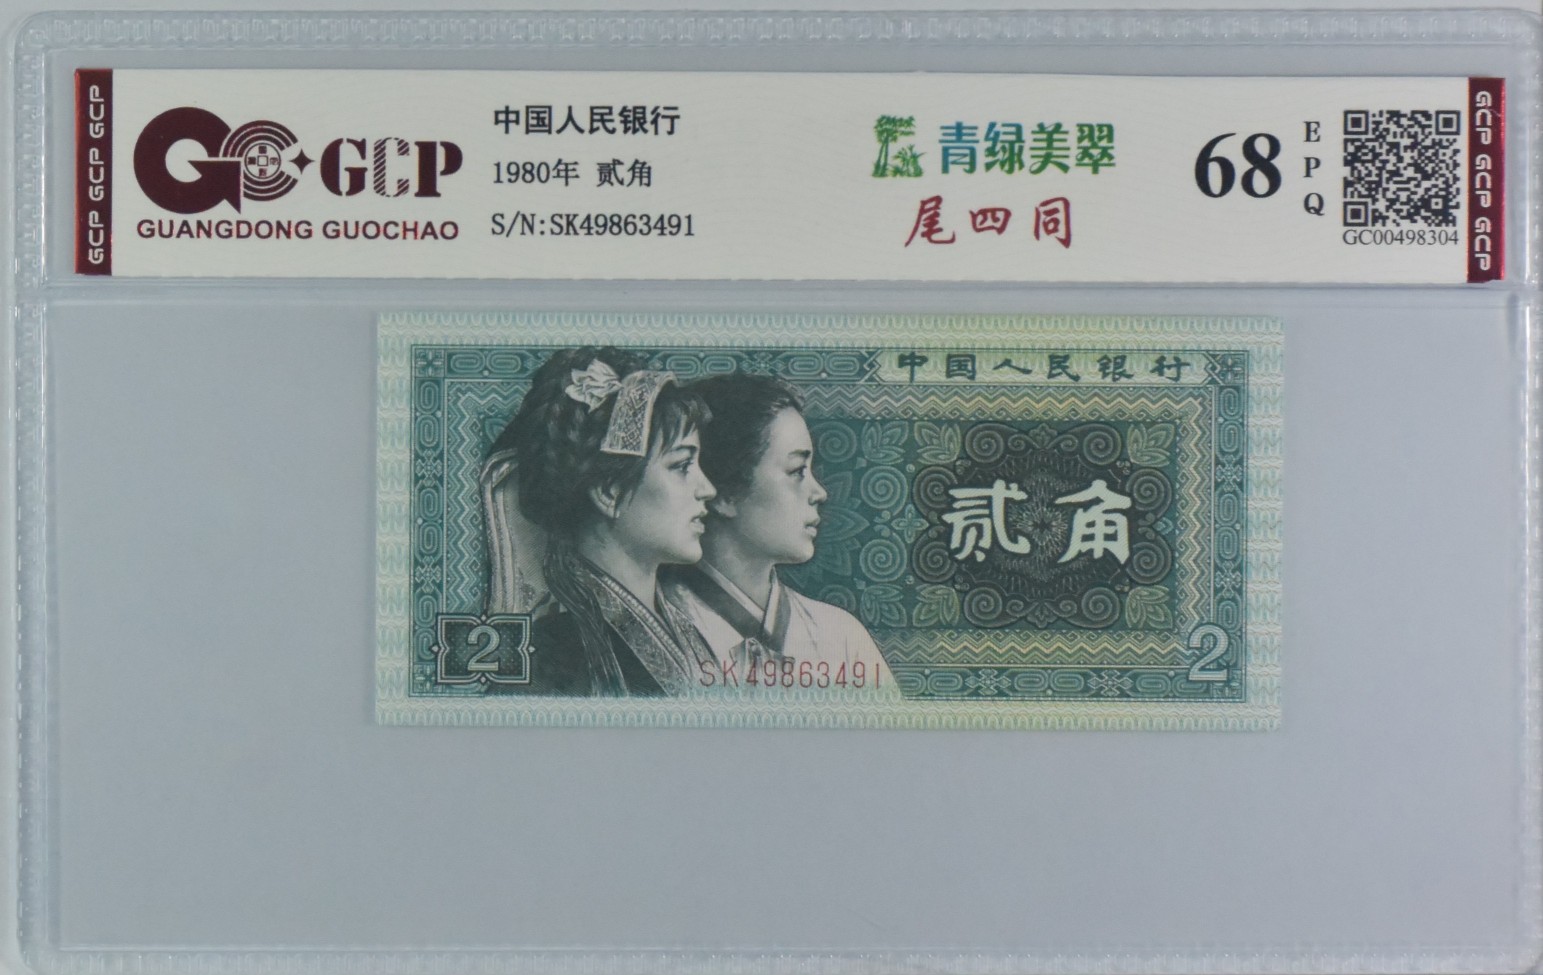 GCP GCP GCP
GCP
GUANGDONG GUOCHAO
中国人民银行
1980年 贰角
S/N:SK49863491
青绿美翠
尾四同
68
E
P
Q
GC00498304
GCP GCP GCP
中国人民银行
贰角
2
2
SK49863491